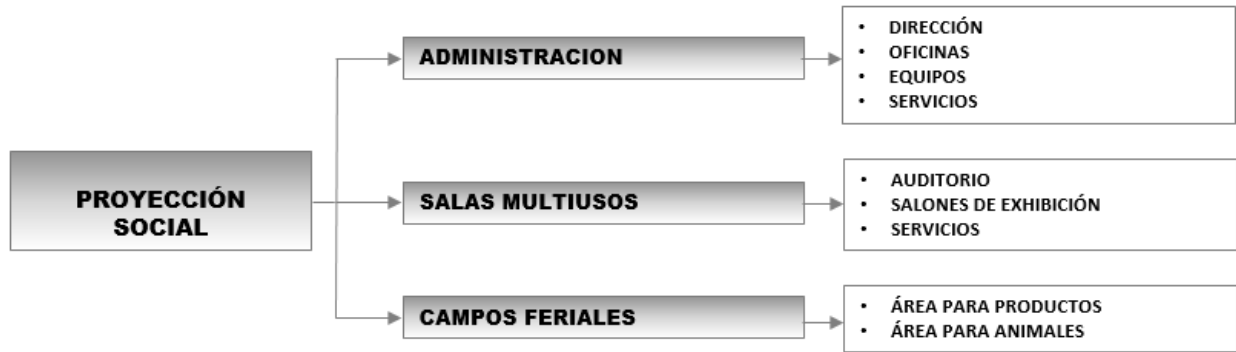 PROYECCIÓN
SOCIAL
ADMINISTRACION
• DIRECCIÓN
• OFICINAS
• EQUIPOS
• SERVICIOS
SALAS MULTIUSOS
• AUDITORIO
• SALONES DE EXHIBICIÓN
• SERVICIOS
CAMPOS FERIALES
• ÁREA PARA PRODUCTOS
• ÁREA PARA ANIMALES